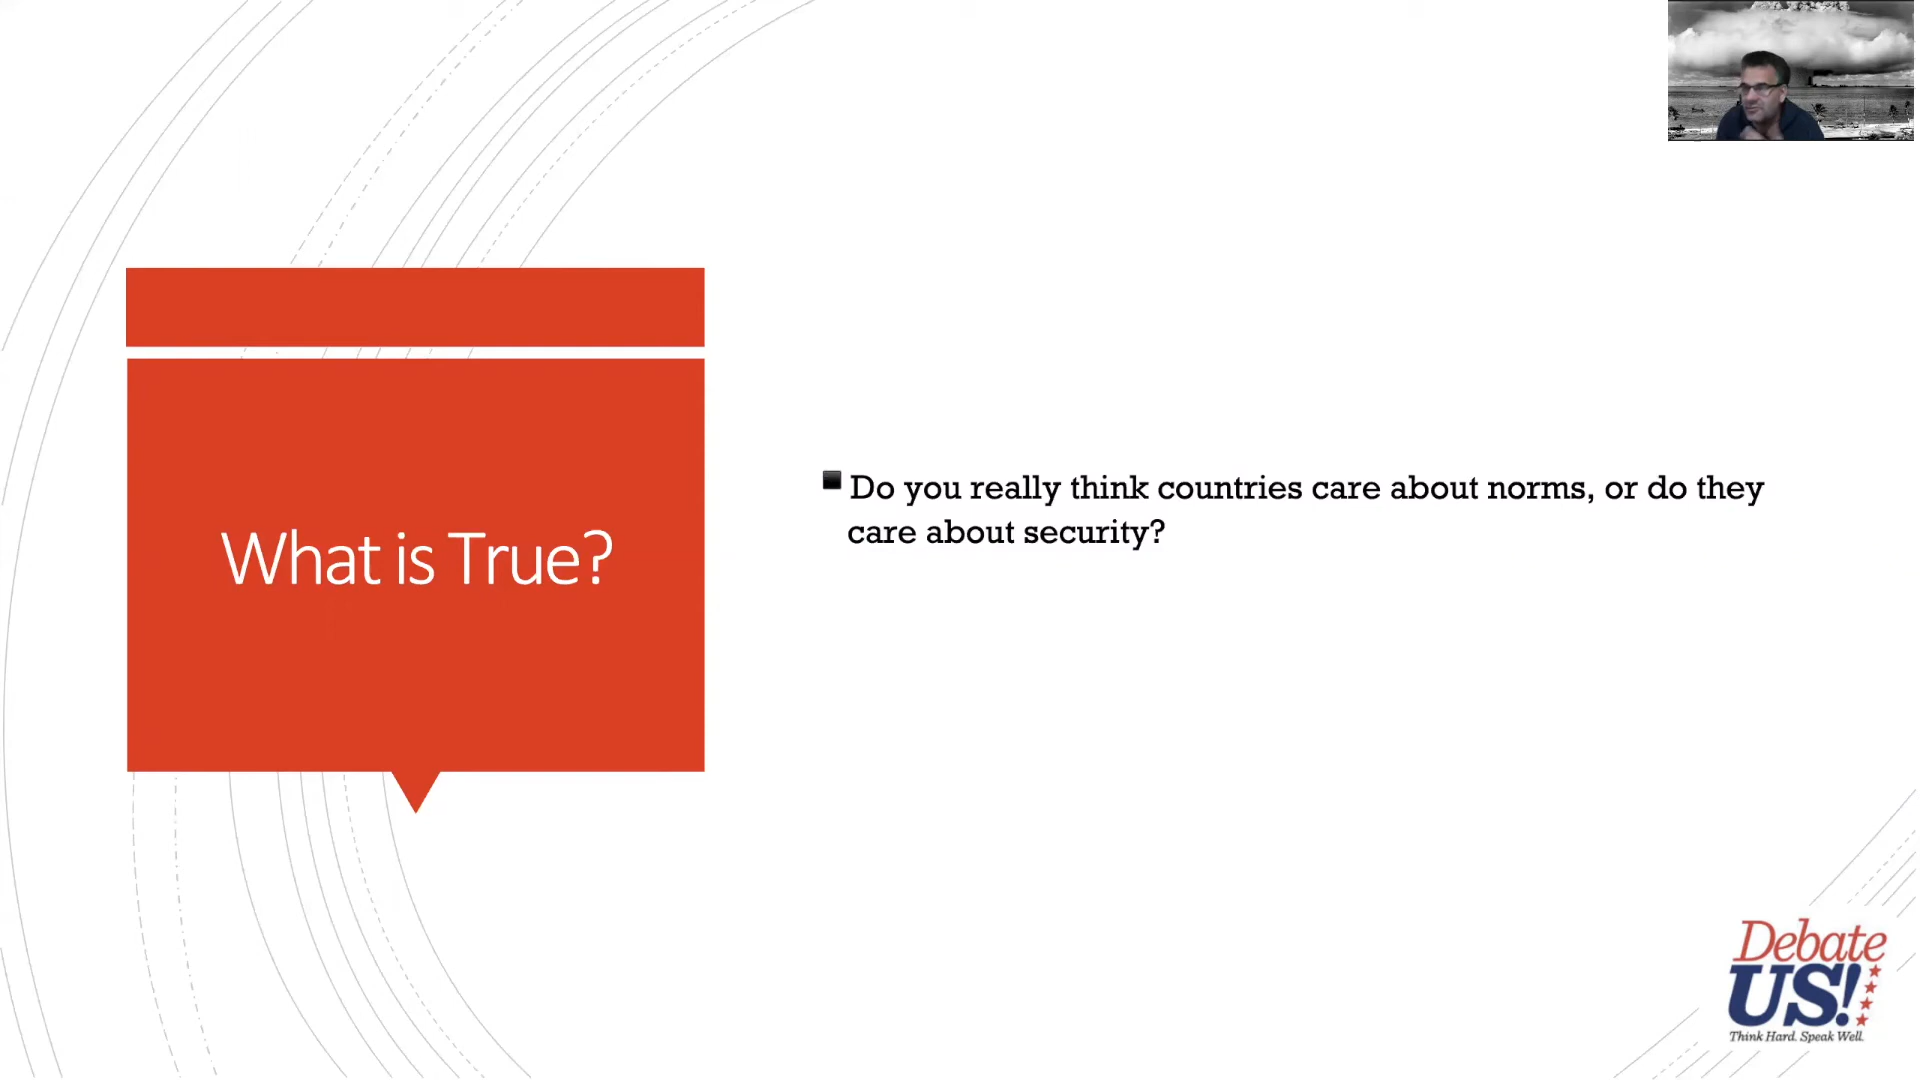 What is True?
Do you really think countries care about norms, or do they
care about security?
Debate
US!
Think Hard. Speak Well.